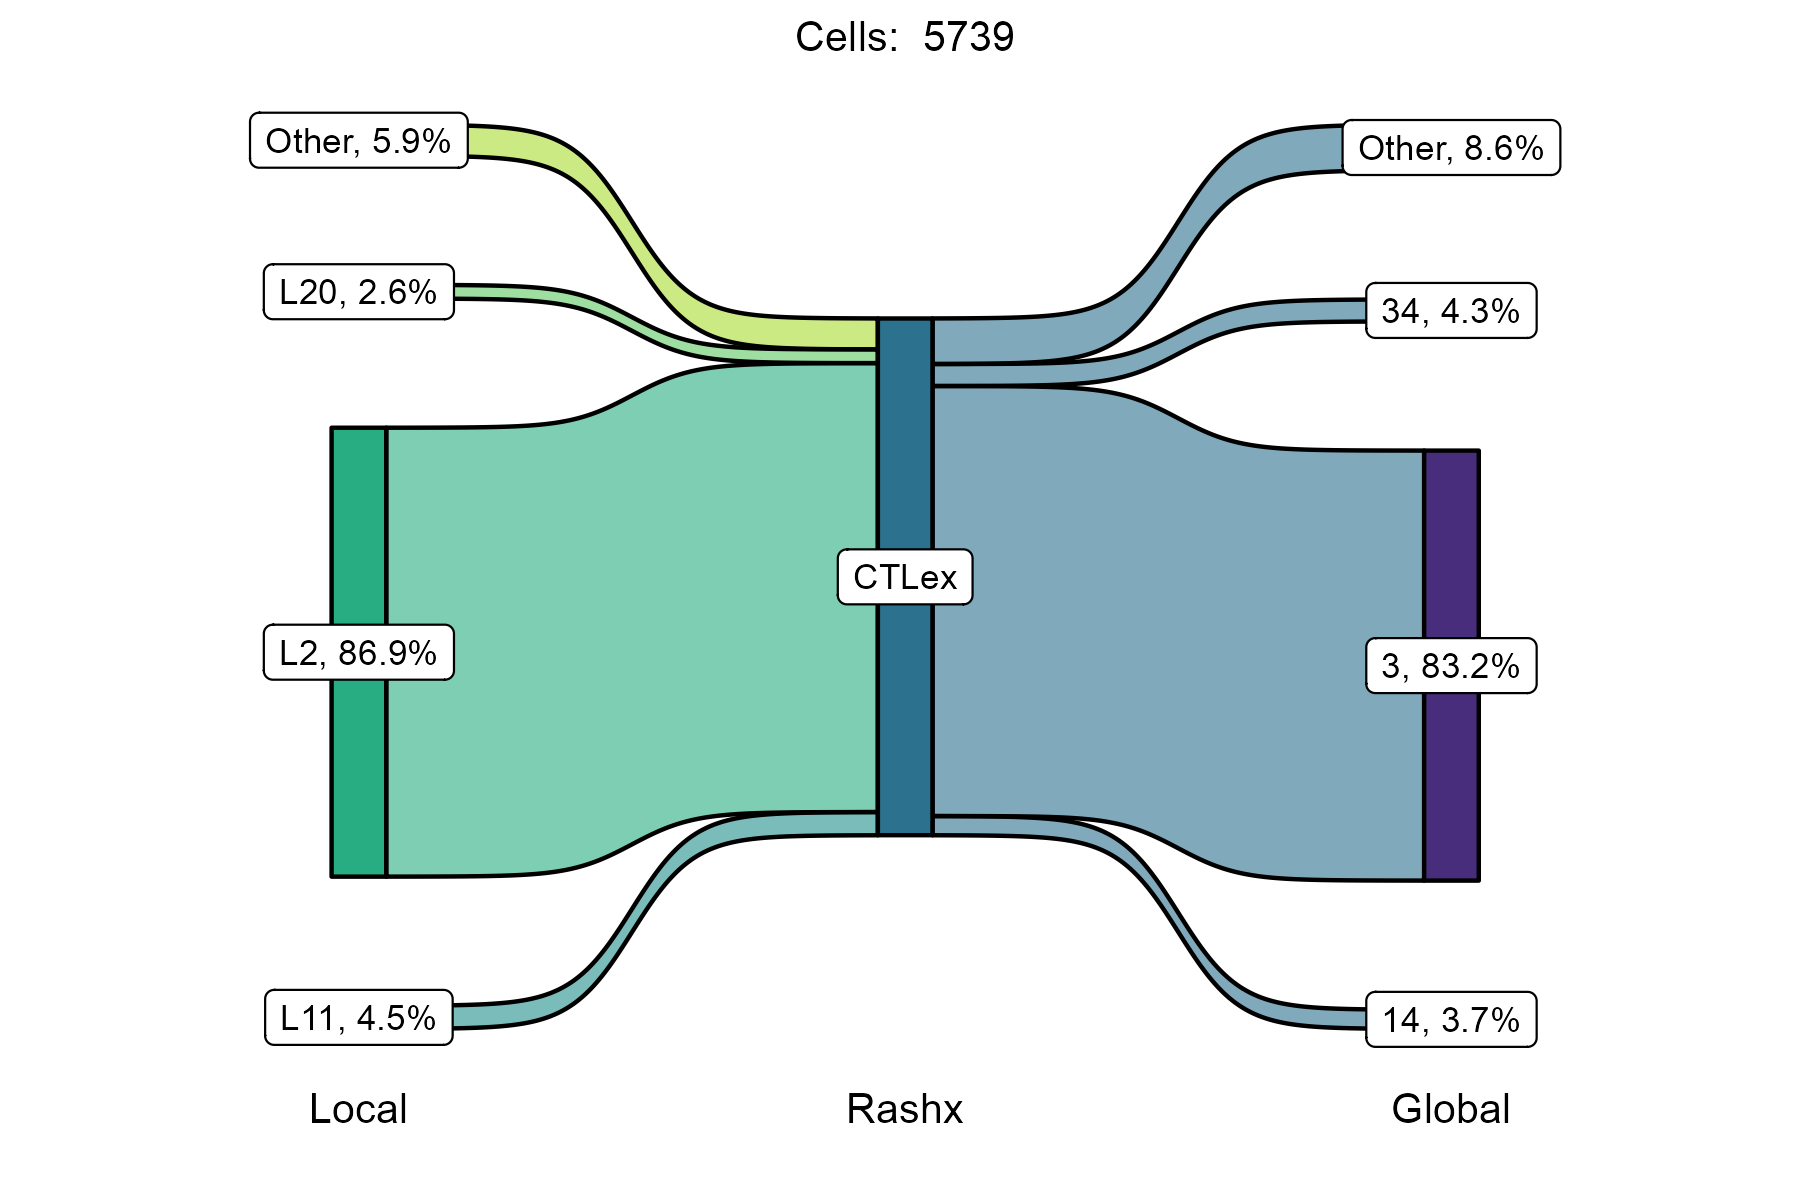 Cells:  5739
Other, 5.9%
Other, 8.6%
L20, 2.6%
34, 4.3%
CTLex
L2, 86.9%
3, 83.2%
L11, 4.5%
14, 3.7%
Local
Rashx
Global